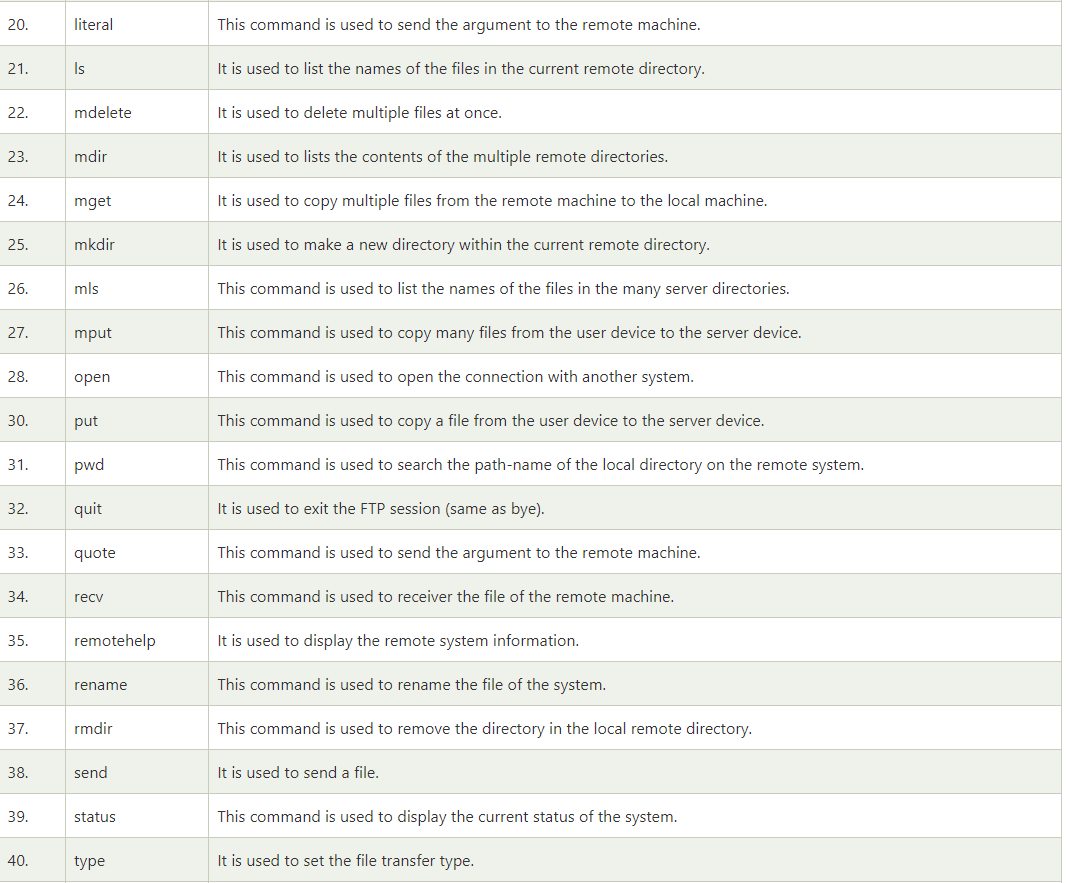 20. literal This command is used to send the argument to the remote machine.
21. ls It is used to list the names of the files in the current remote directory.
22. mdelete It is used to delete multiple files at once.
23. mdir It is used to lists the contents of the multiple remote directories.
24. mget It is used to copy multiple files from the remote machine to the local machine.
25. mkdir It is used to make a new directory within the current remote directory.
26. mls This command is used to list the names of the files in the many server directories.
27. mput This command is used to copy many files from the user device to the server device.
28. open This command is used to open the connection with another system.
30. put This command is used to copy a file from the user device to the server device.
31. pwd This command is used to search the path-name of the local directory on the remote system.
32. quit It is used to exit the FTP session (same as bye).
33. quote This command is used to send the argument to the remote machine.
34. recv This command is used to receiver the file of the remote machine.
35. remotehelp It is used to display the remote system information.
36. rename This command is used to rename the file of the system.
37. rmdir This command is used to remove the directory in the local remote directory.
38. send It is used to send a file.
39. status This command is used to display the current status of the system.
40. type It is used to set the file transfer type.